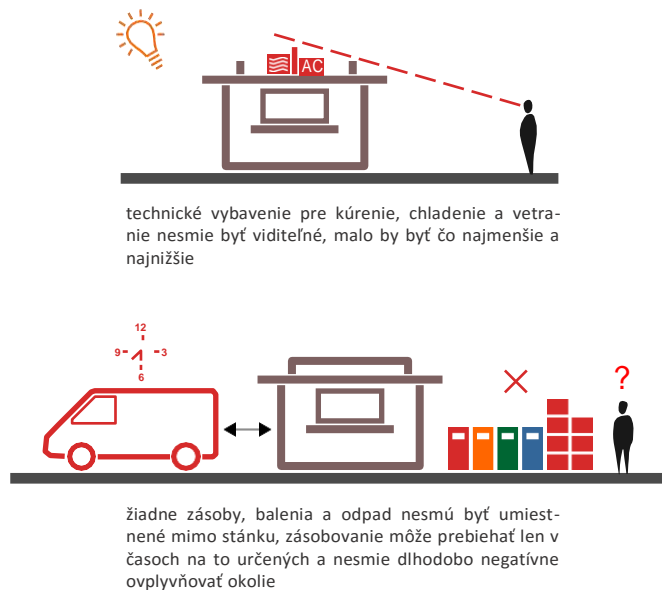 AC
technické vybavenie pre kúrenie, chladenie a vetra-
nie nesmie byť viditeľné, malo by byť čo najmenšie a
najnižšie
12
9 3
6
?
žiadne zásoby, balenia a odpad nesmú byť umiest-
nené mimo stánku, zásobovanie môže prebiehať len v
časoch na to určených a nesmie dlhodobo negatívne
ovplyvňovať okolie